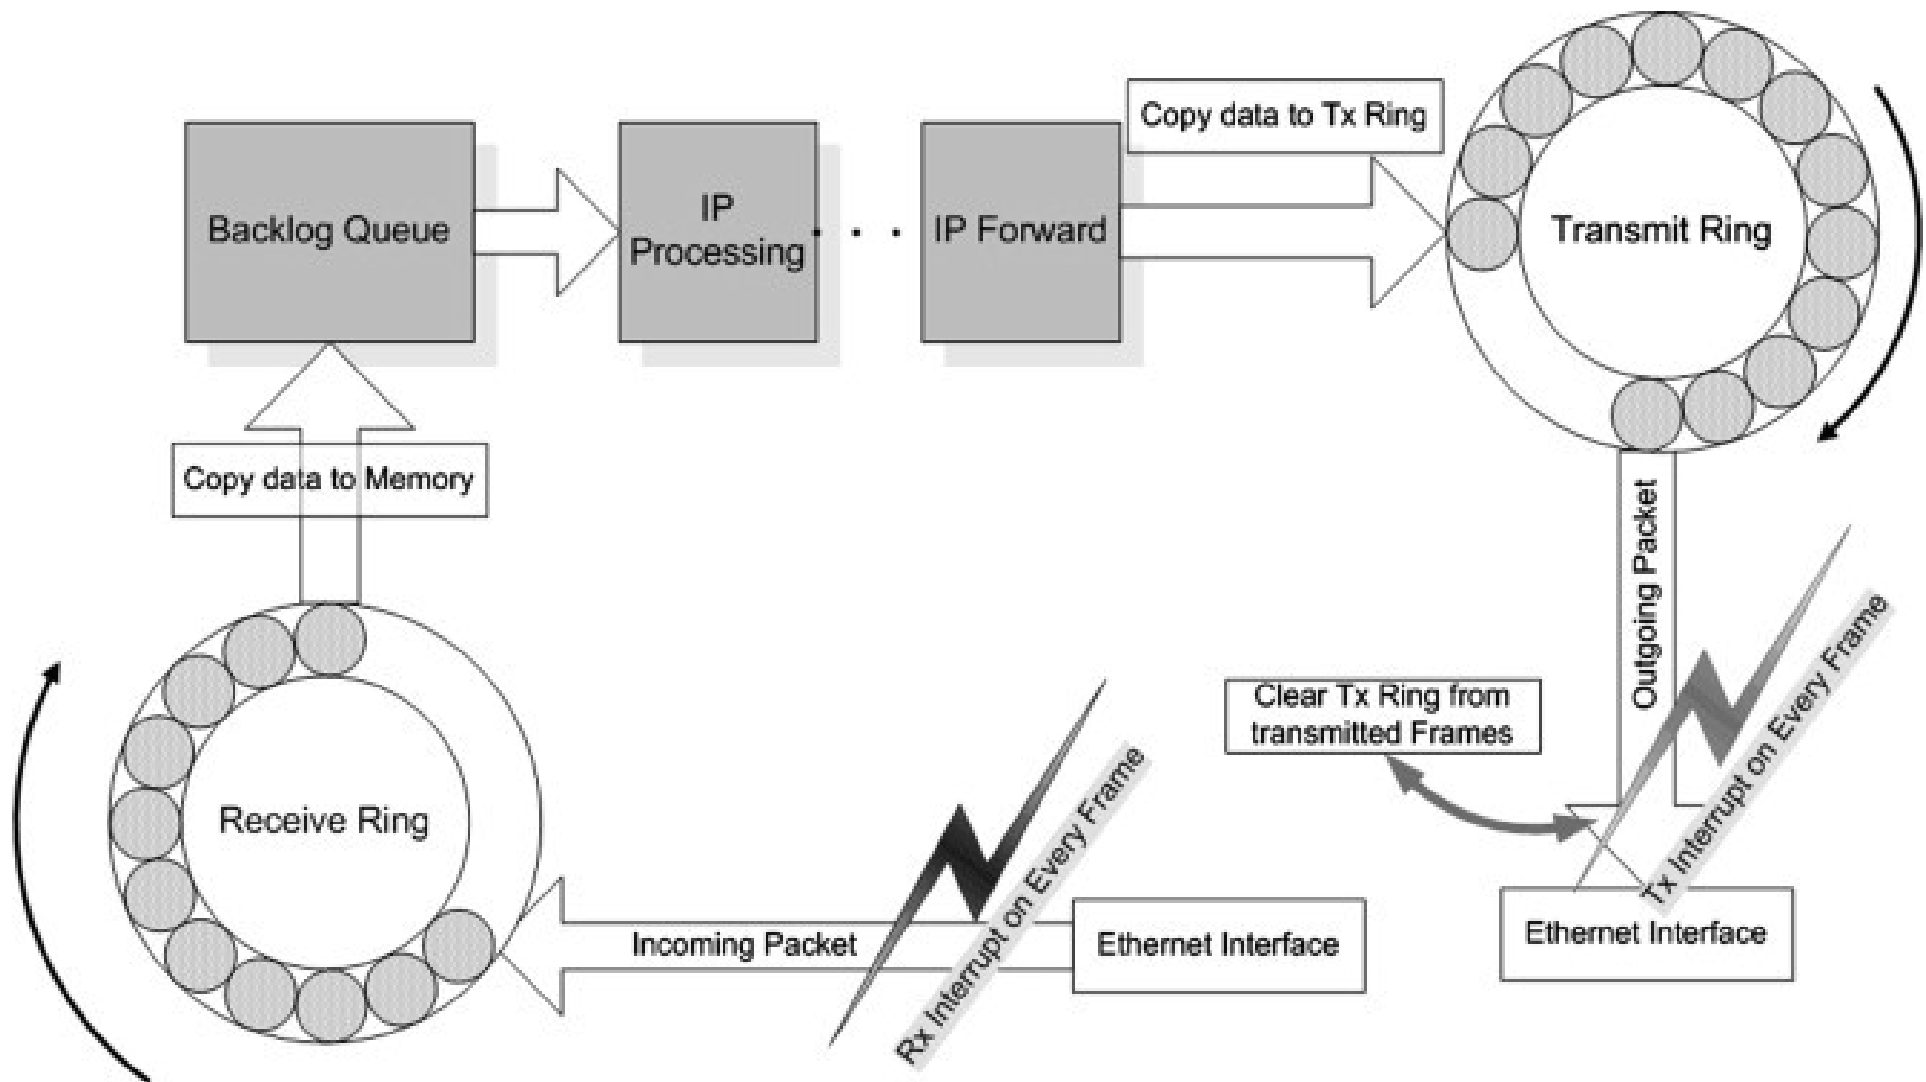 Copy data to Tx Ring
Backlog Queue
IP
Processing
. . .
IP Forward
Transmit Ring
Copy data to Memory
Outgoing Packet
Tx Interrupt on Every Frame
Clear Tx Ring from
transmitted Frames
Receive Ring
Incoming Packet
Rx Interrupt on Every Frame
Ethernet Interface
Ethernet Interface